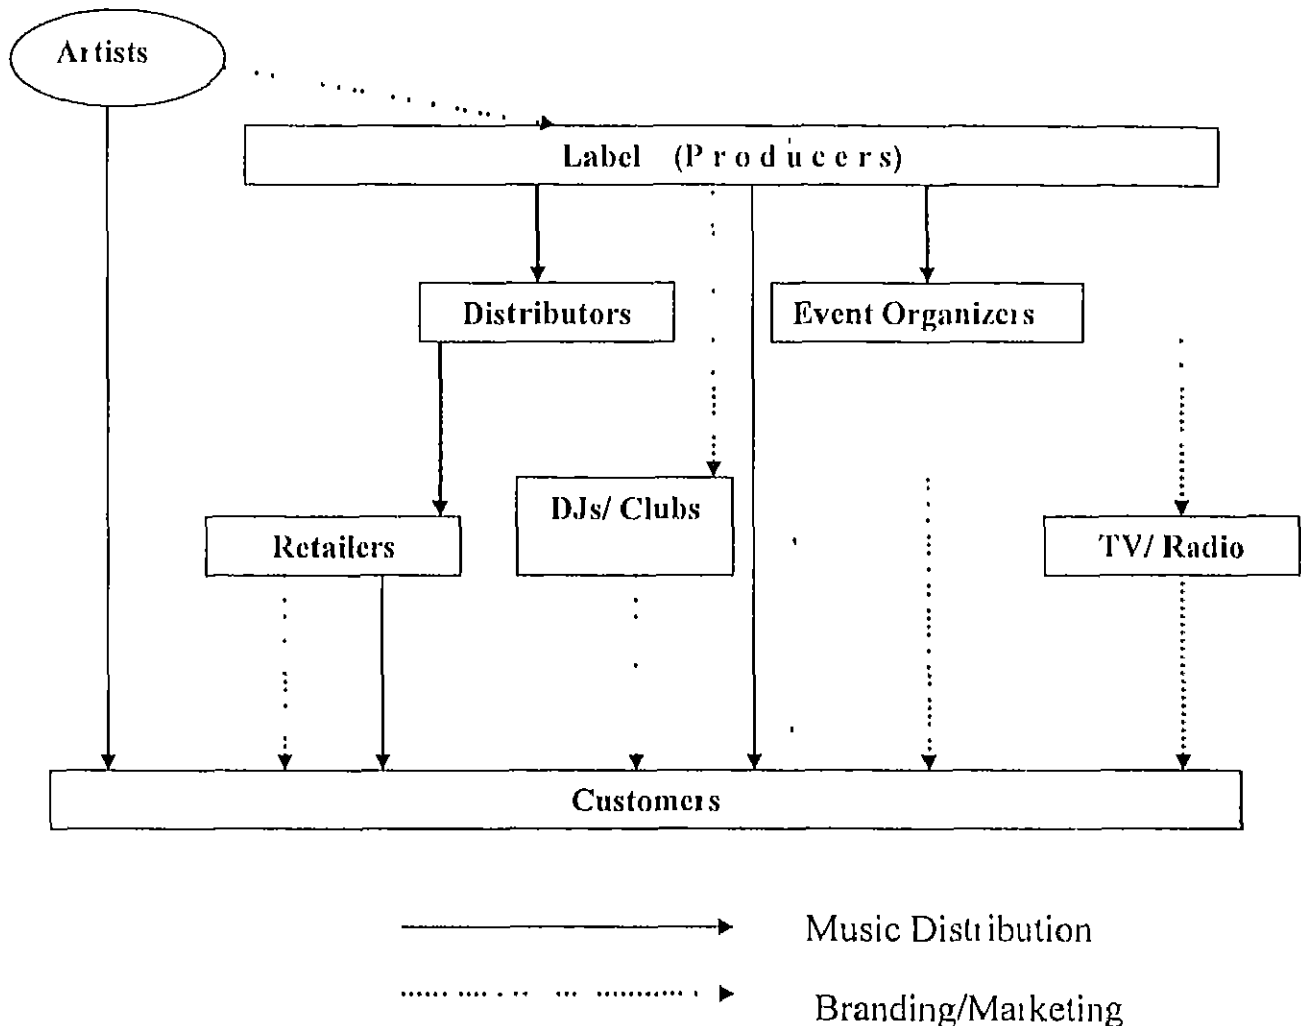 Artists
Label (Producers)
Distributors
Event Organizers
DJs/ Clubs
Retailers
TV/ Radio
Customers
Music Distribution
Branding/Marketing